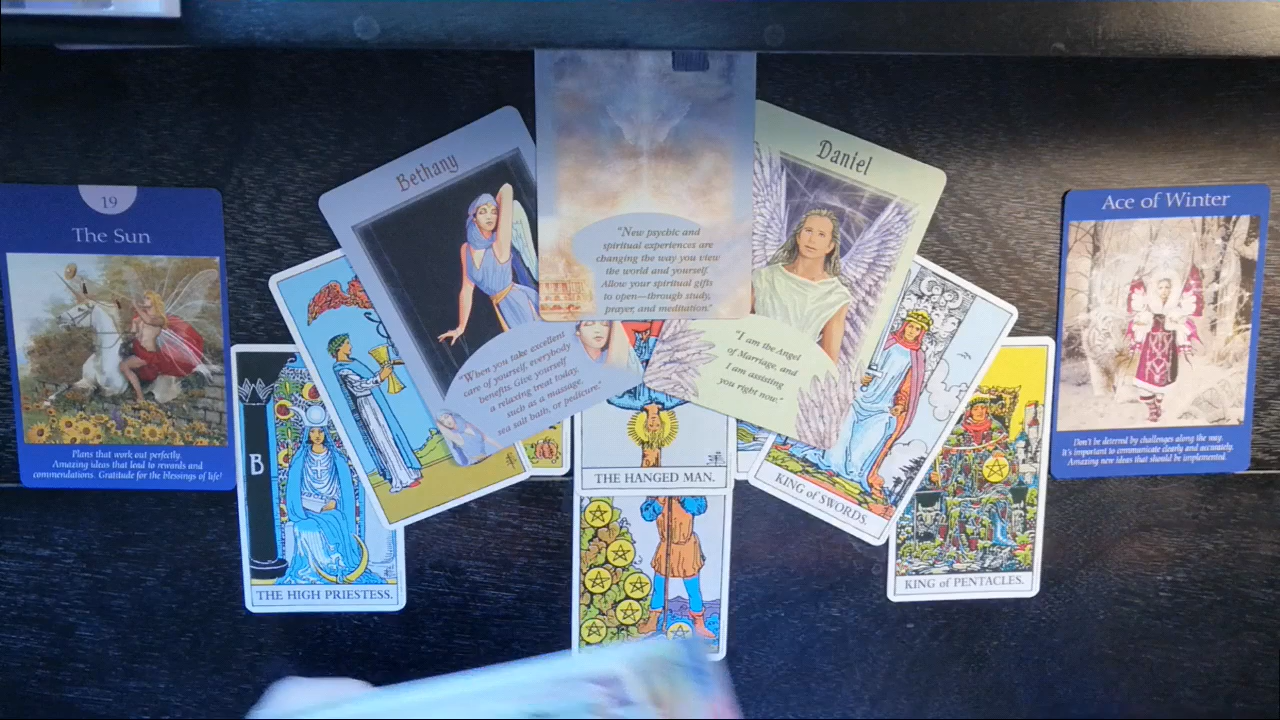 19
The Sun
Plans that work out perfectly.
Amazing ideas that lead to rewards and
commendations. Gratitude for the blessings of life!
Bethany
"When you take excellent
care of yourself, everybody
benefits. Give yourself
a relaxing treat today,
such as a massage,
sea salt bath, or pedicure."
"New psychic and
spiritual experiences are
changing the way you view
the world and yourself.
Allow your spiritual gifts
to open—through study,
prayer, and meditation."
Daniel
"I am the Angel
of Marriage, and
I am assisting
you right now."
Ace of Winter
Don't be deterred by challenges along the way.
It's important to communicate clearly and accurately.
Amazing new ideas that should be implemented.
B
THE HIGH PRIESTESS.
THE HANGED MAN.
KING of SWORDS.
KING of PENTACLES.